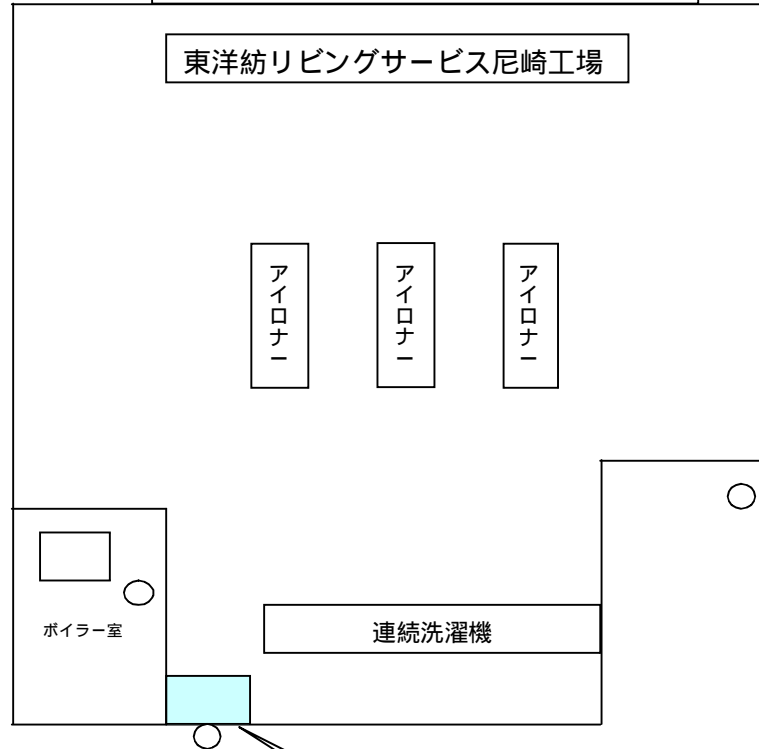 東洋紡リビングサービス尼崎工場
アイロナー
アイロナー
アイロナー
ボイラー室
連続洗濯機